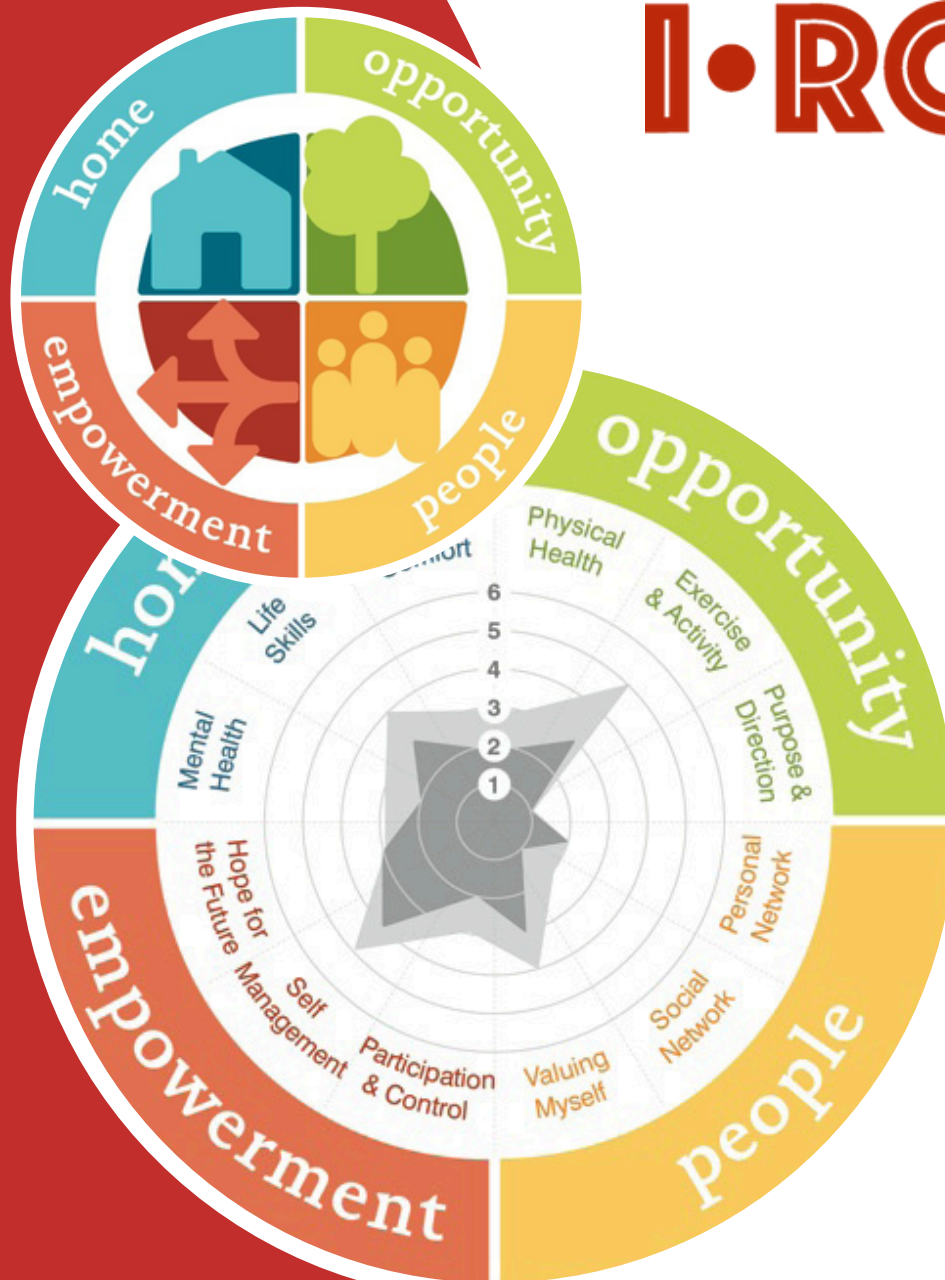 I•RO
home
opportunity
empowerment
people
opportunity
hom
Comfort
Physical
Health
Life
Skills
Exercise
& Activity
6
5
4
3
2
1
Mental
Health
Purpose &
Direction
Hope for
the Future
Personal
Network
Self
Management
Social
Network
Participation
& Control
Valuing
Myself
empowerment
people